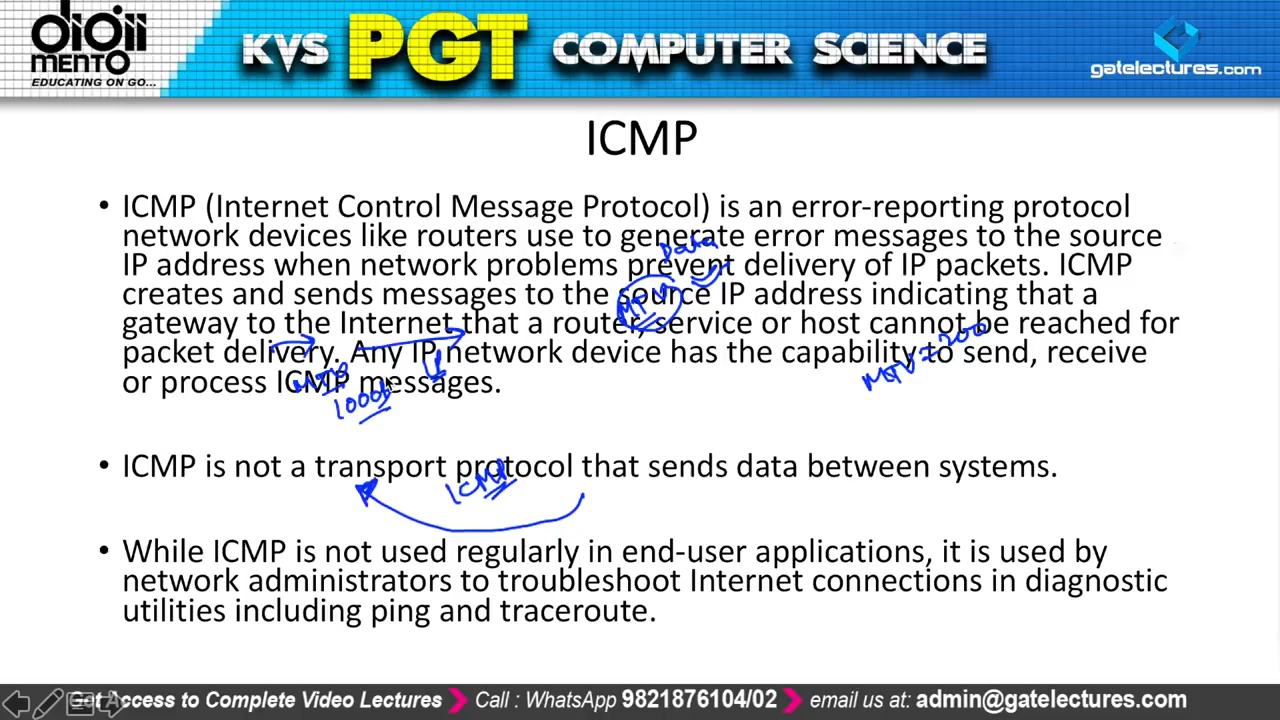 digii
MENTO
EDUCATING ON GO...
KVS PGT COMPUTER SCIENCE
gatelectures.com
ICMP
• ICMP (Internet Control Message Protocol) is an error-reporting protocol
network devices like routers use to generate error messages to the source
Data
IP address when network problems prevent delivery of IP packets. ICMP
creates and sends messages to the source IP address indicating that a
gateway to the Internet that a router, service or host cannot be reached for
packet delivery. Any IP network device has the capability to send, receive
MTU = 200
or process ICMP messages.
1000b
• ICMP is not a transport protocol that sends data between systems.
ICMP
• While ICMP is not used regularly in end-user applications, it is used by
network administrators to troubleshoot Internet connections in diagnostic
utilities including ping and traceroute.
Get Access to Complete Video Lectures Call : WhatsApp 9821876104/02 email us at: admin@gatelectures.com